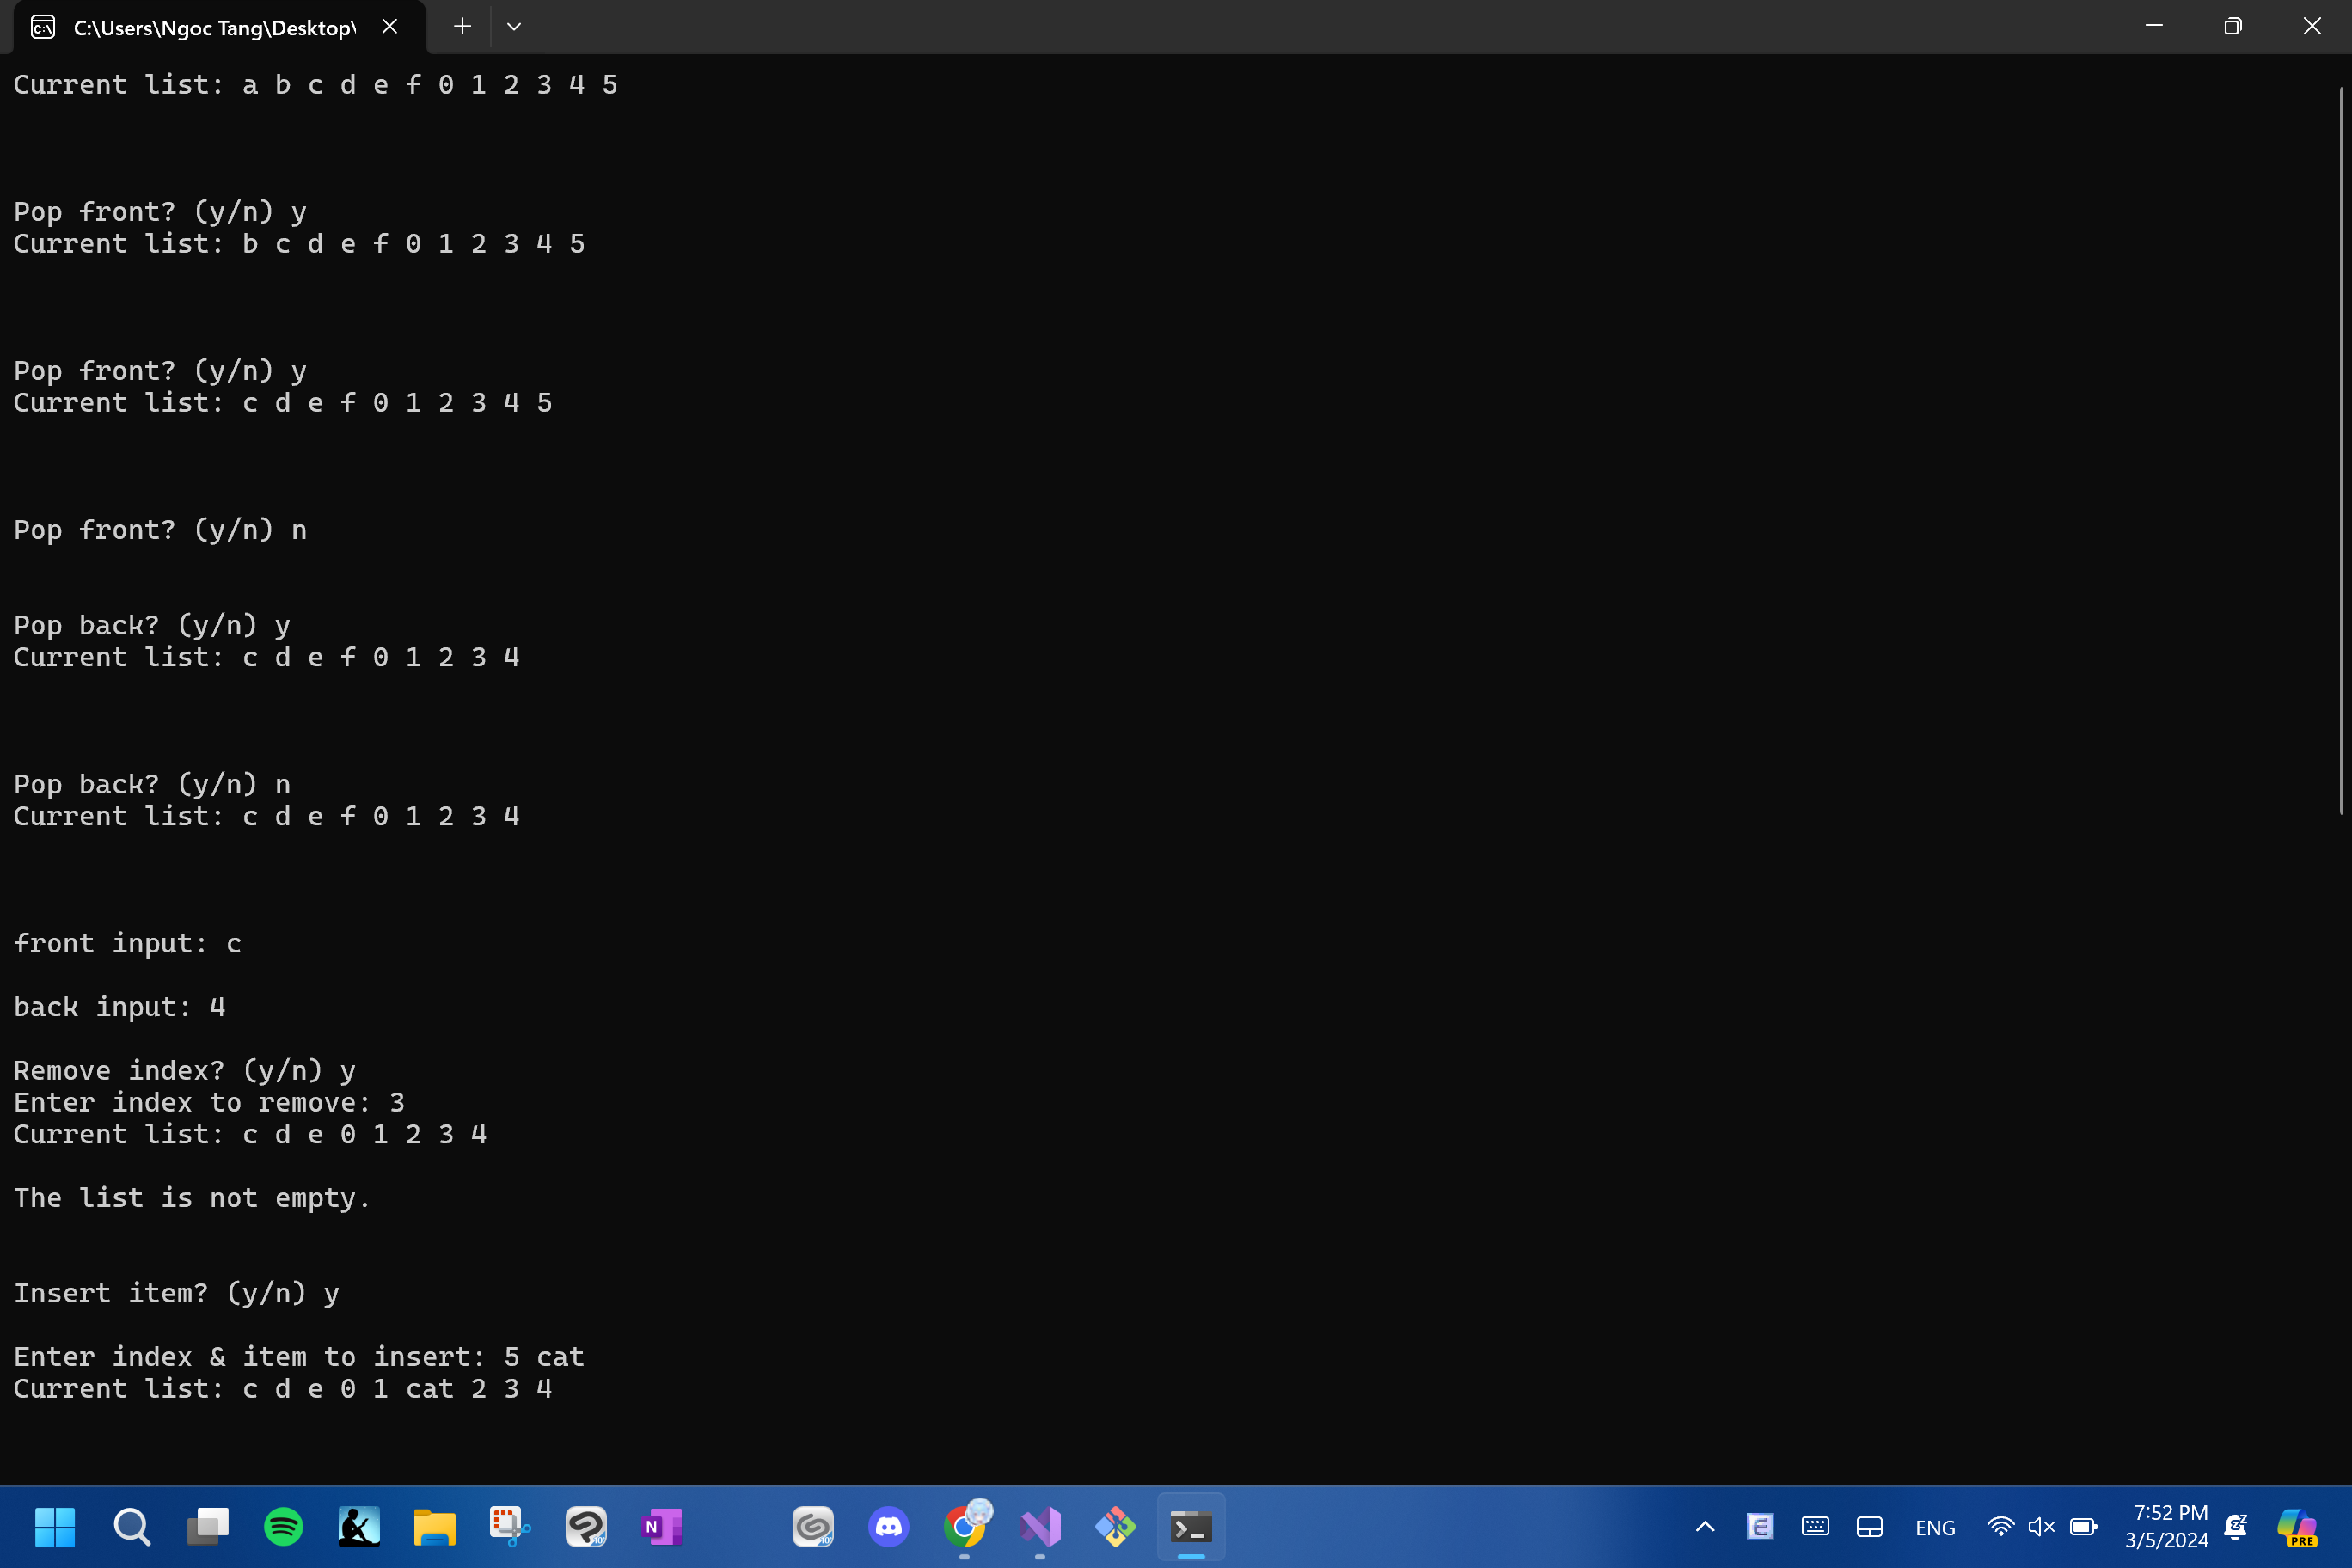 C:\Users\Ngoc Tang\Desktop\
Current list: a b c d e f 0 1 2 3 4 5
Pop front? (y/n) y
Current list: b c d e f 0 1 2 3 4 5
Pop front? (y/n) y
Current list: c d e f 0 1 2 3 4 5
Pop front? (y/n) n
Pop back? (y/n) y
Current list: c d e f 0 1 2 3 4
Pop back? (y/n) n
Current list: c d e f 0 1 2 3 4
front input: c
back input: 4
Remove index? (y/n) y
Enter index to remove: 3
Current list: c d e 0 1 2 3 4
The list is not empty.
Insert item? (y/n) y
Enter index & item to insert: 5 cat
Current list: c d e 0 1 cat 2 3 4
ENG
7:52 PM
3/5/2024
PRE